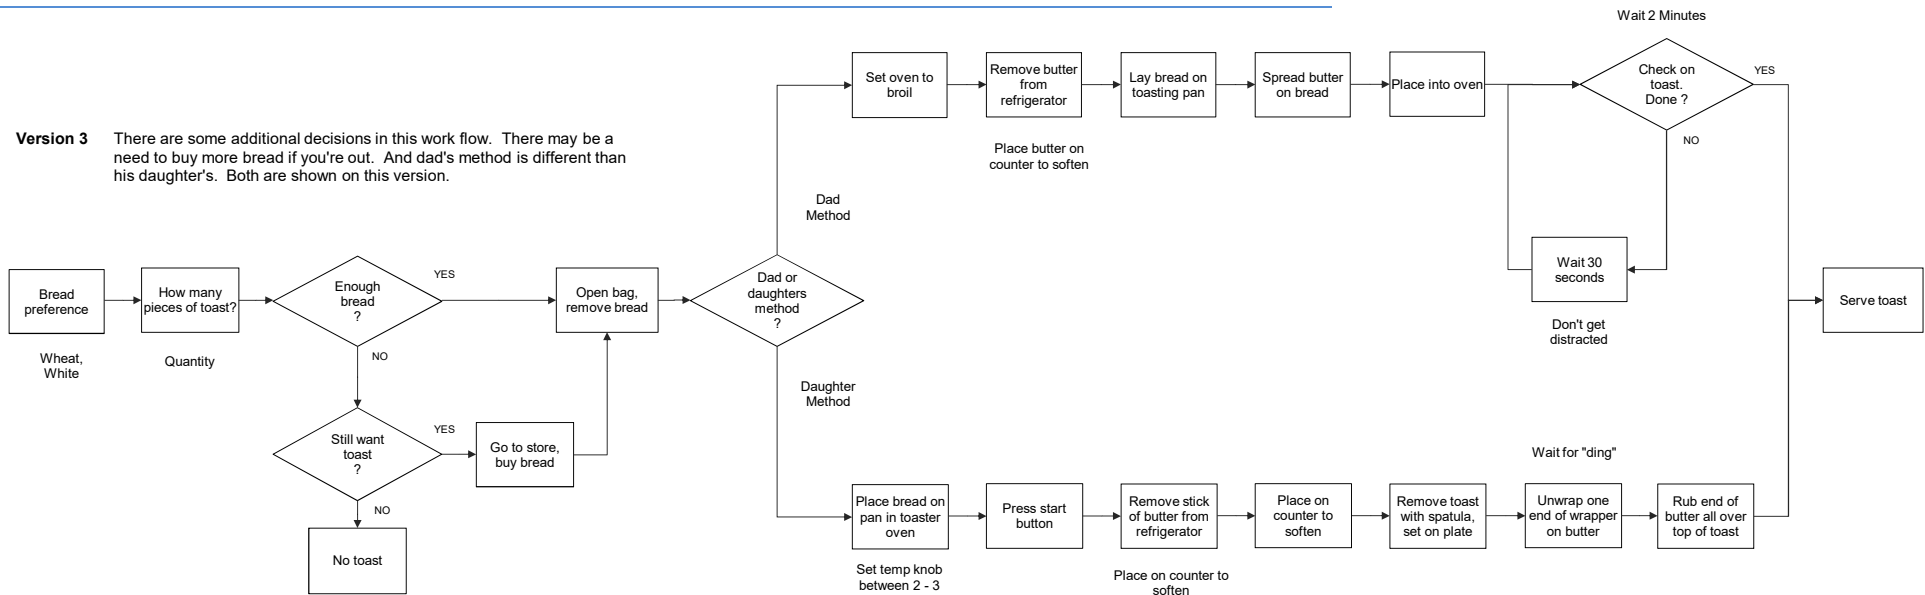 Wait 2 Minutes
Set oven to
broil
Remove butter
from
refrigerator
Lay bread on
toasting pan
Spread butter
on bread
Place into oven
Check on
toast.
Done ?
YES
NO
Place butter on
counter to soften
Version 3
There are some additional decisions in this work flow. There may be a
need to buy more bread if you're out. And dad's method is different than
his daughter's. Both are shown on this version.
Dad
Method
Wait 30
seconds
Don't get
distracted
Bread
preference
Wheat,
White
How many
pieces of toast?
Quantity
Enough
bread
?
YES
NO
Open bag,
remove bread
Dad or
daughters
method
?
Serve toast
Daughter
Method
Still want
toast
?
YES
NO
Go to store,
buy bread
No toast
Wait for "ding"
Place bread on
pan in toaster
oven
Set temp knob
between 2 - 3
Press start
button
Remove stick
of butter from
refrigerator
Place on counter to
soften
Place on
counter to
soften
Remove toast
with spatula,
set on plate
Unwrap one
end of wrapper
on butter
Rub end of
butter all over
top of toast